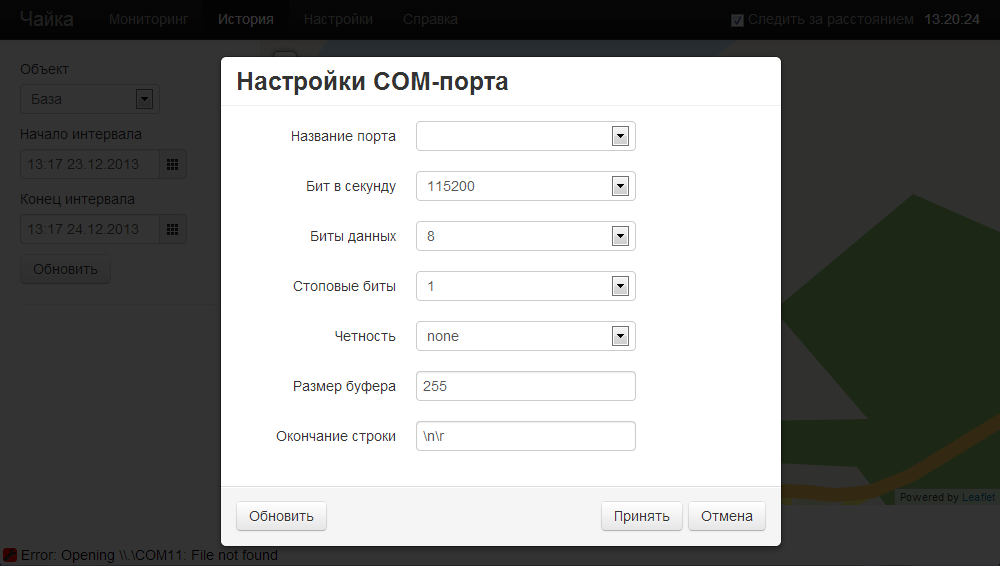 Чайка Мониторинг История Настройки Справка Следить за расстоянием 13:20:24
Объект
База
Начало интервала
13:17 23.12.2013
Конец интервала
13:17 24.12.2013
Обновить
Настройки COM-порта
Название порта
Бит в секунду 115200
Биты данных 8
Стоповые биты 1
Четность none
Размер буфера 255
Окончание строки \n\r
Обновить Принять Отмена
Powered by Leaflet
Error: Opening \\.\COM11: File not found